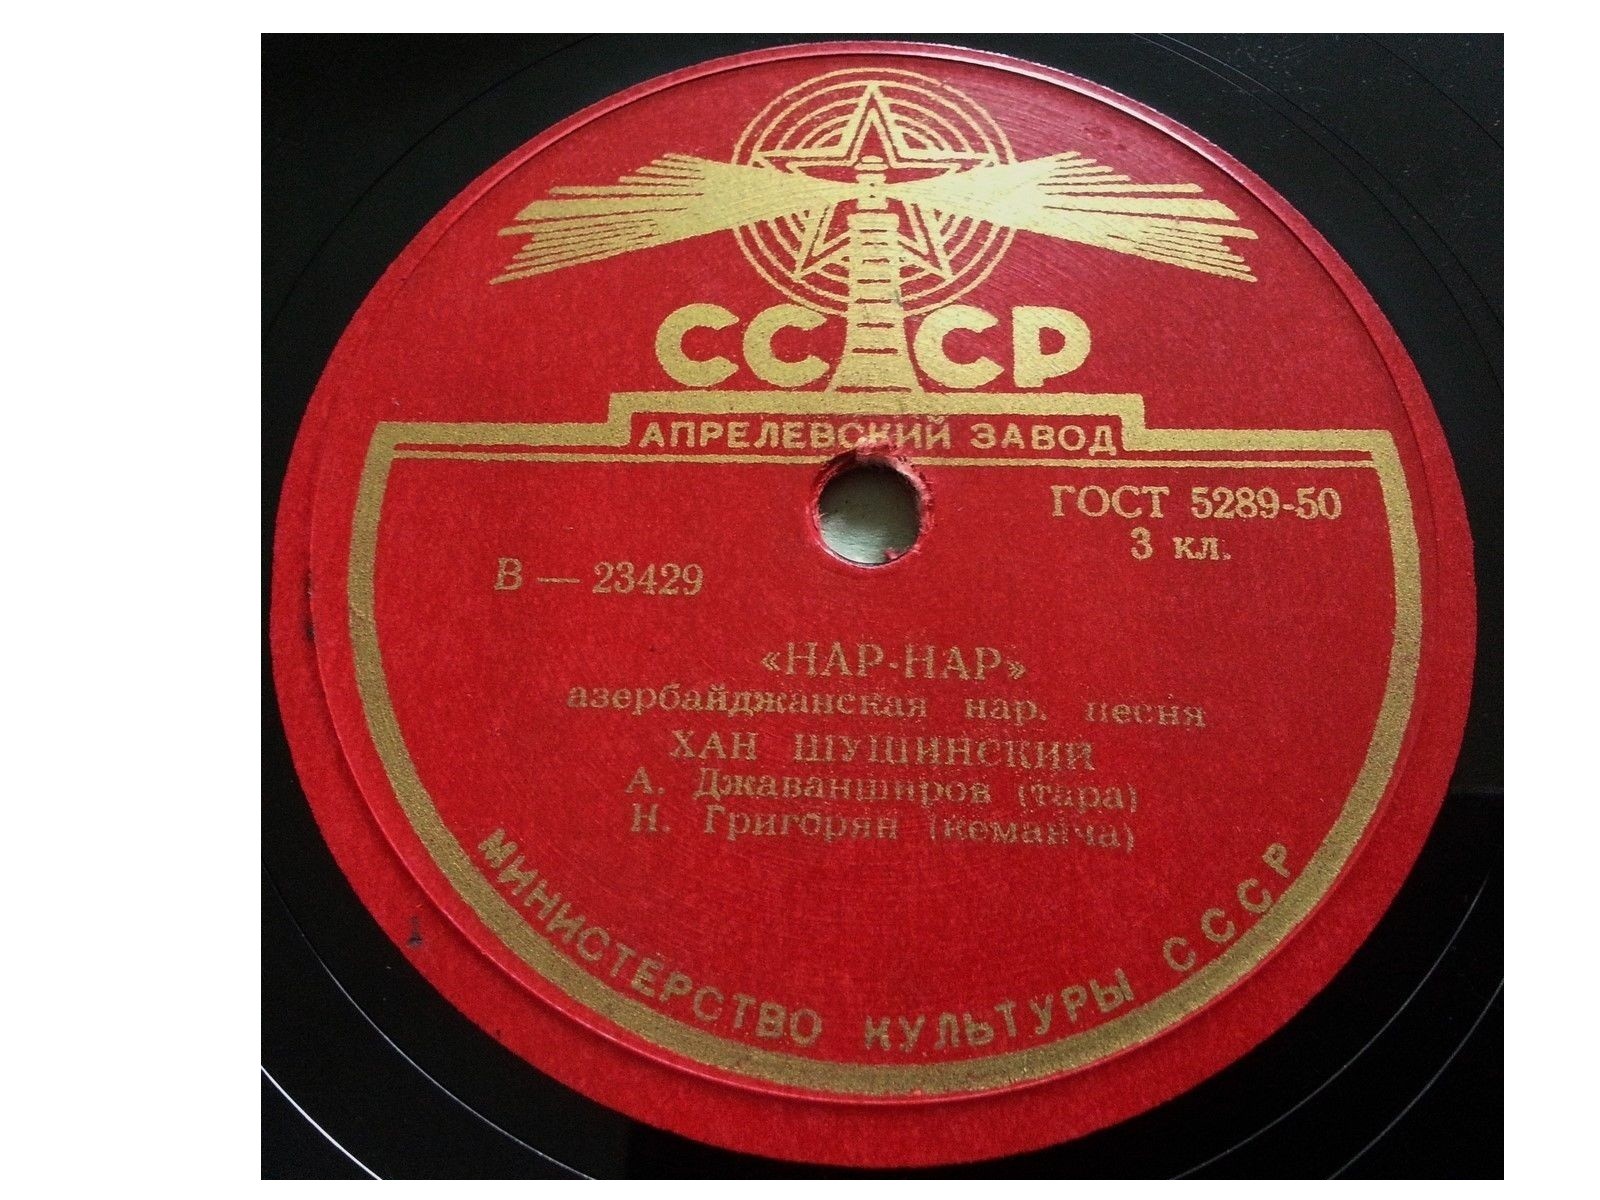 СССР
АПРЕЛЕВСКИЙ ЗАВОД
ГОСТ 5289-50
3 кл.
В — 23429
«НАР-НАР»
азербайджанская нар. песня
ХАН ШУШИНСКИЙ
А. Джаванширов (тара)
Н. Григорян (кеманча)
МИНИСТЕРСТВО КУЛЬТУРЫ СССР